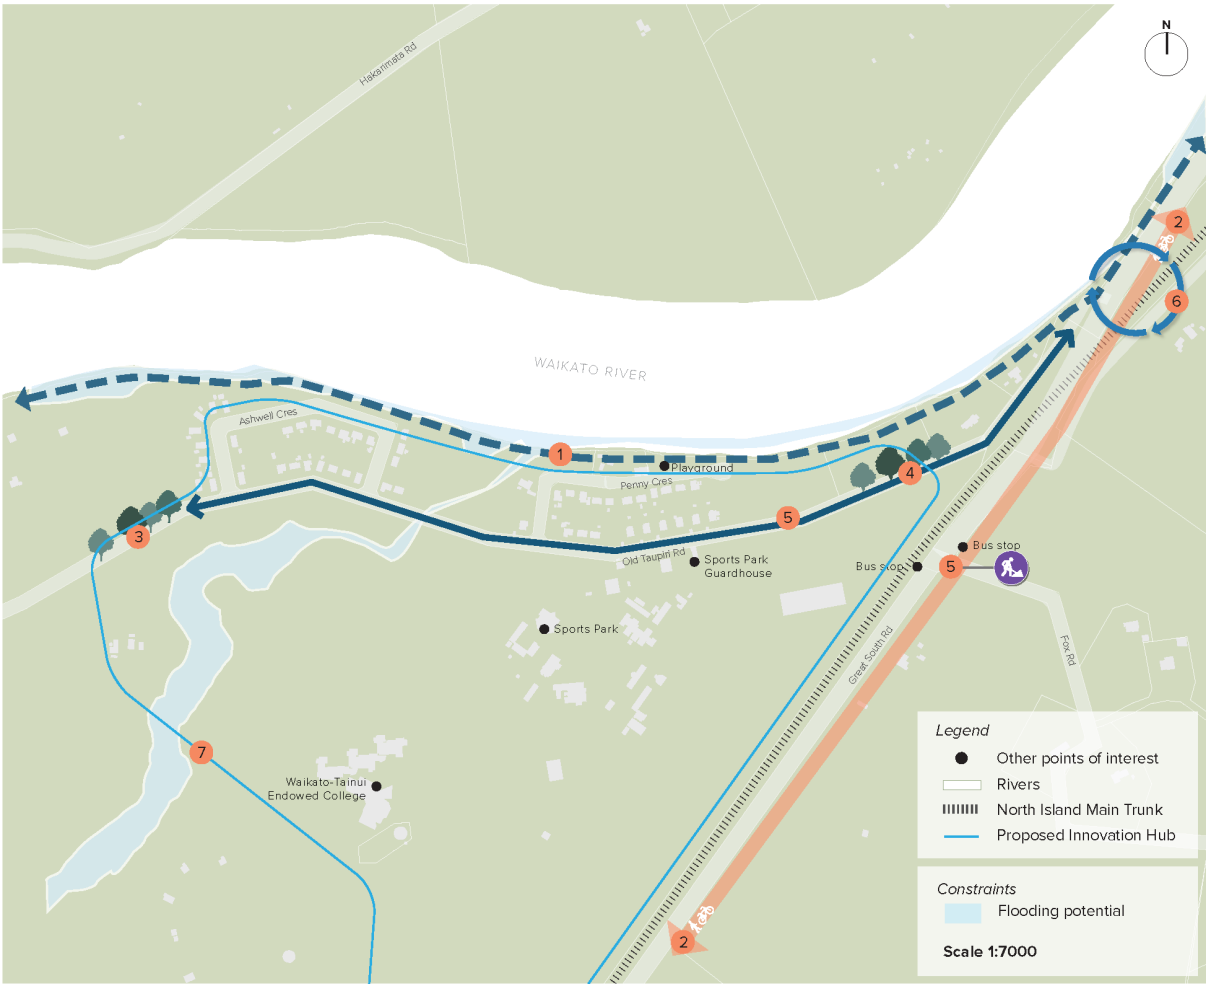 N
Hakarimata Rd
2
6
WAIKATO RIVER
Ashwell Cres
1
Playground
Penny Cres
4
3
5
Old Taupiri Rd
Sports Park
Guardhouse
Bus stop
Bus stop
5
Sports Park
Great South Rd
Fox Rd
7
Waikato-Tainui
Endowed College
2
Legend
Other points of interest
Rivers
North Island Main Trunk
Proposed Innovation Hub
Constraints
Flooding potential
Scale 1:7000